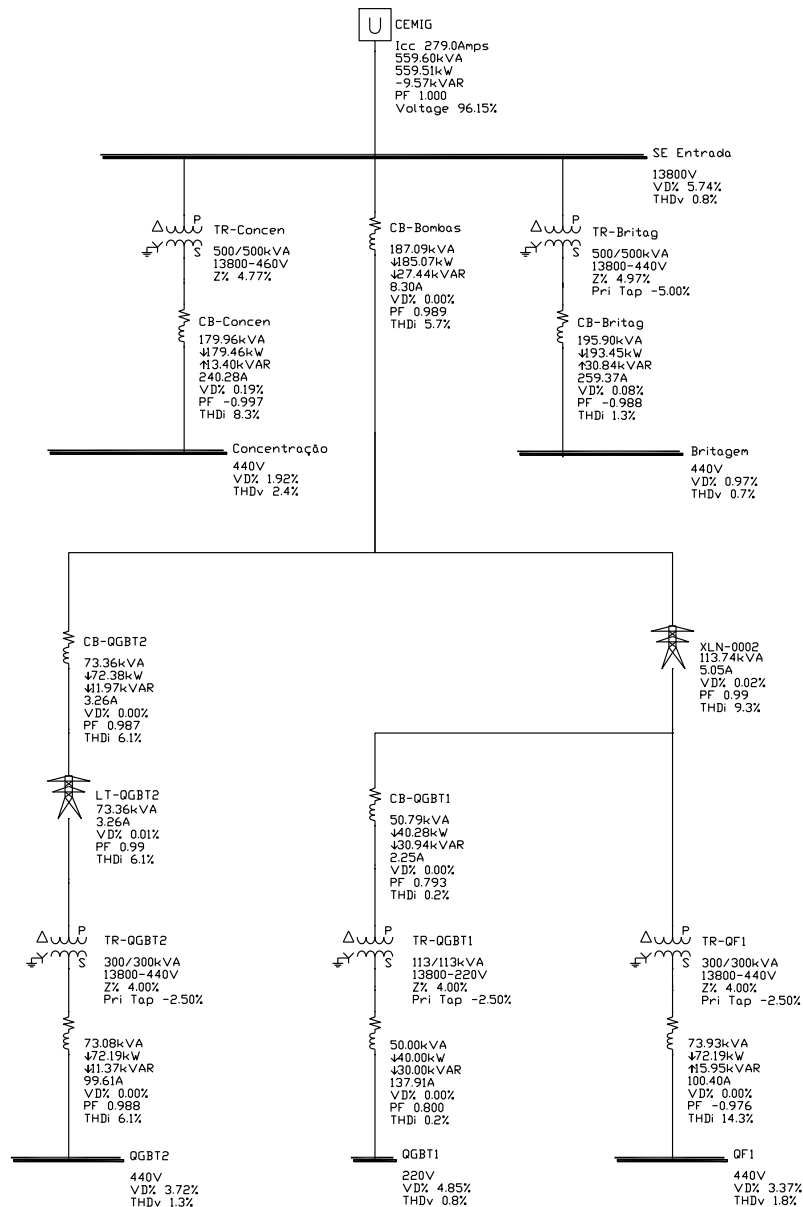 U
CEMIG
Icc 279.0Amps
559.60kVA
559.51kW
-9.57kVAR
PF 1.000
Voltage 96.15%
SE Entrada
13800V
VD% 5.74%
THDv 0.8%
P
Δ
Y
S
TR-Concen
500/500kVA
13800-460V
Z% 4.77%
CB-Concen
179.96kVA
↓179.46kW
↑13.40kVAR
240.28A
VD% 0.19%
PF -0.997
THDi 8.3%
Concentração
440V
VD% 1.92%
THDv 2.4%
CB-Bombas
187.09kVA
↓185.07kW
↓27.44kVAR
8.30A
VD% 0.00%
PF 0.989
THDi 5.7%
P
Δ
Y
S
TR-Britag
500/500kVA
13800-440V
Z% 4.97%
Pri Tap -5.00%
CB-Britag
195.90kVA
↓193.45kW
↑30.84kVAR
259.37A
VD% 0.08%
PF -0.988
THDi 1.3%
Britagem
440V
VD% 0.97%
THDv 0.7%
CB-QGBT2
73.36kVA
↓72.38kW
↓11.97kVAR
3.26A
VD% 0.00%
PF 0.987
THDi 6.1%
LT-QGBT2
73.36kVA
3.26A
VD% 0.01%
PF 0.99
THDi 6.1%
P
Δ
Y
S
TR-QGBT2
300/300kVA
13800-440V
Z% 4.00%
Pri Tap -2.50%
73.08kVA
↓72.19kW
↓11.37kVAR
99.61A
VD% 0.00%
PF 0.988
THDi 6.1%
QGBT2
440V
VD% 3.72%
THDv 1.3%
XLN-0002
113.74kVA
5.05A
VD% 0.02%
PF 0.99
THDi 9.3%
CB-QGBT1
50.79kVA
↓40.28kW
↓30.94kVAR
2.25A
VD% 0.00%
PF 0.793
THDi 0.2%
P
Δ
Y
S
TR-QGBT1
113/113kVA
13800-220V
Z% 4.00%
Pri Tap -2.50%
50.00kVA
↓40.00kW
↓30.00kVAR
137.91A
VD% 0.00%
PF 0.800
THDi 0.2%
QGBT1
220V
VD% 4.85%
THDv 0.8%
P
Δ
Y
S
TR-QF1
300/300kVA
13800-440V
Z% 4.00%
Pri Tap -2.50%
73.93kVA
↓72.19kW
↑15.95kVAR
100.40A
VD% 0.00%
PF -0.976
THDi 14.3%
QF1
440V
VD% 3.37%
THDv 1.8%